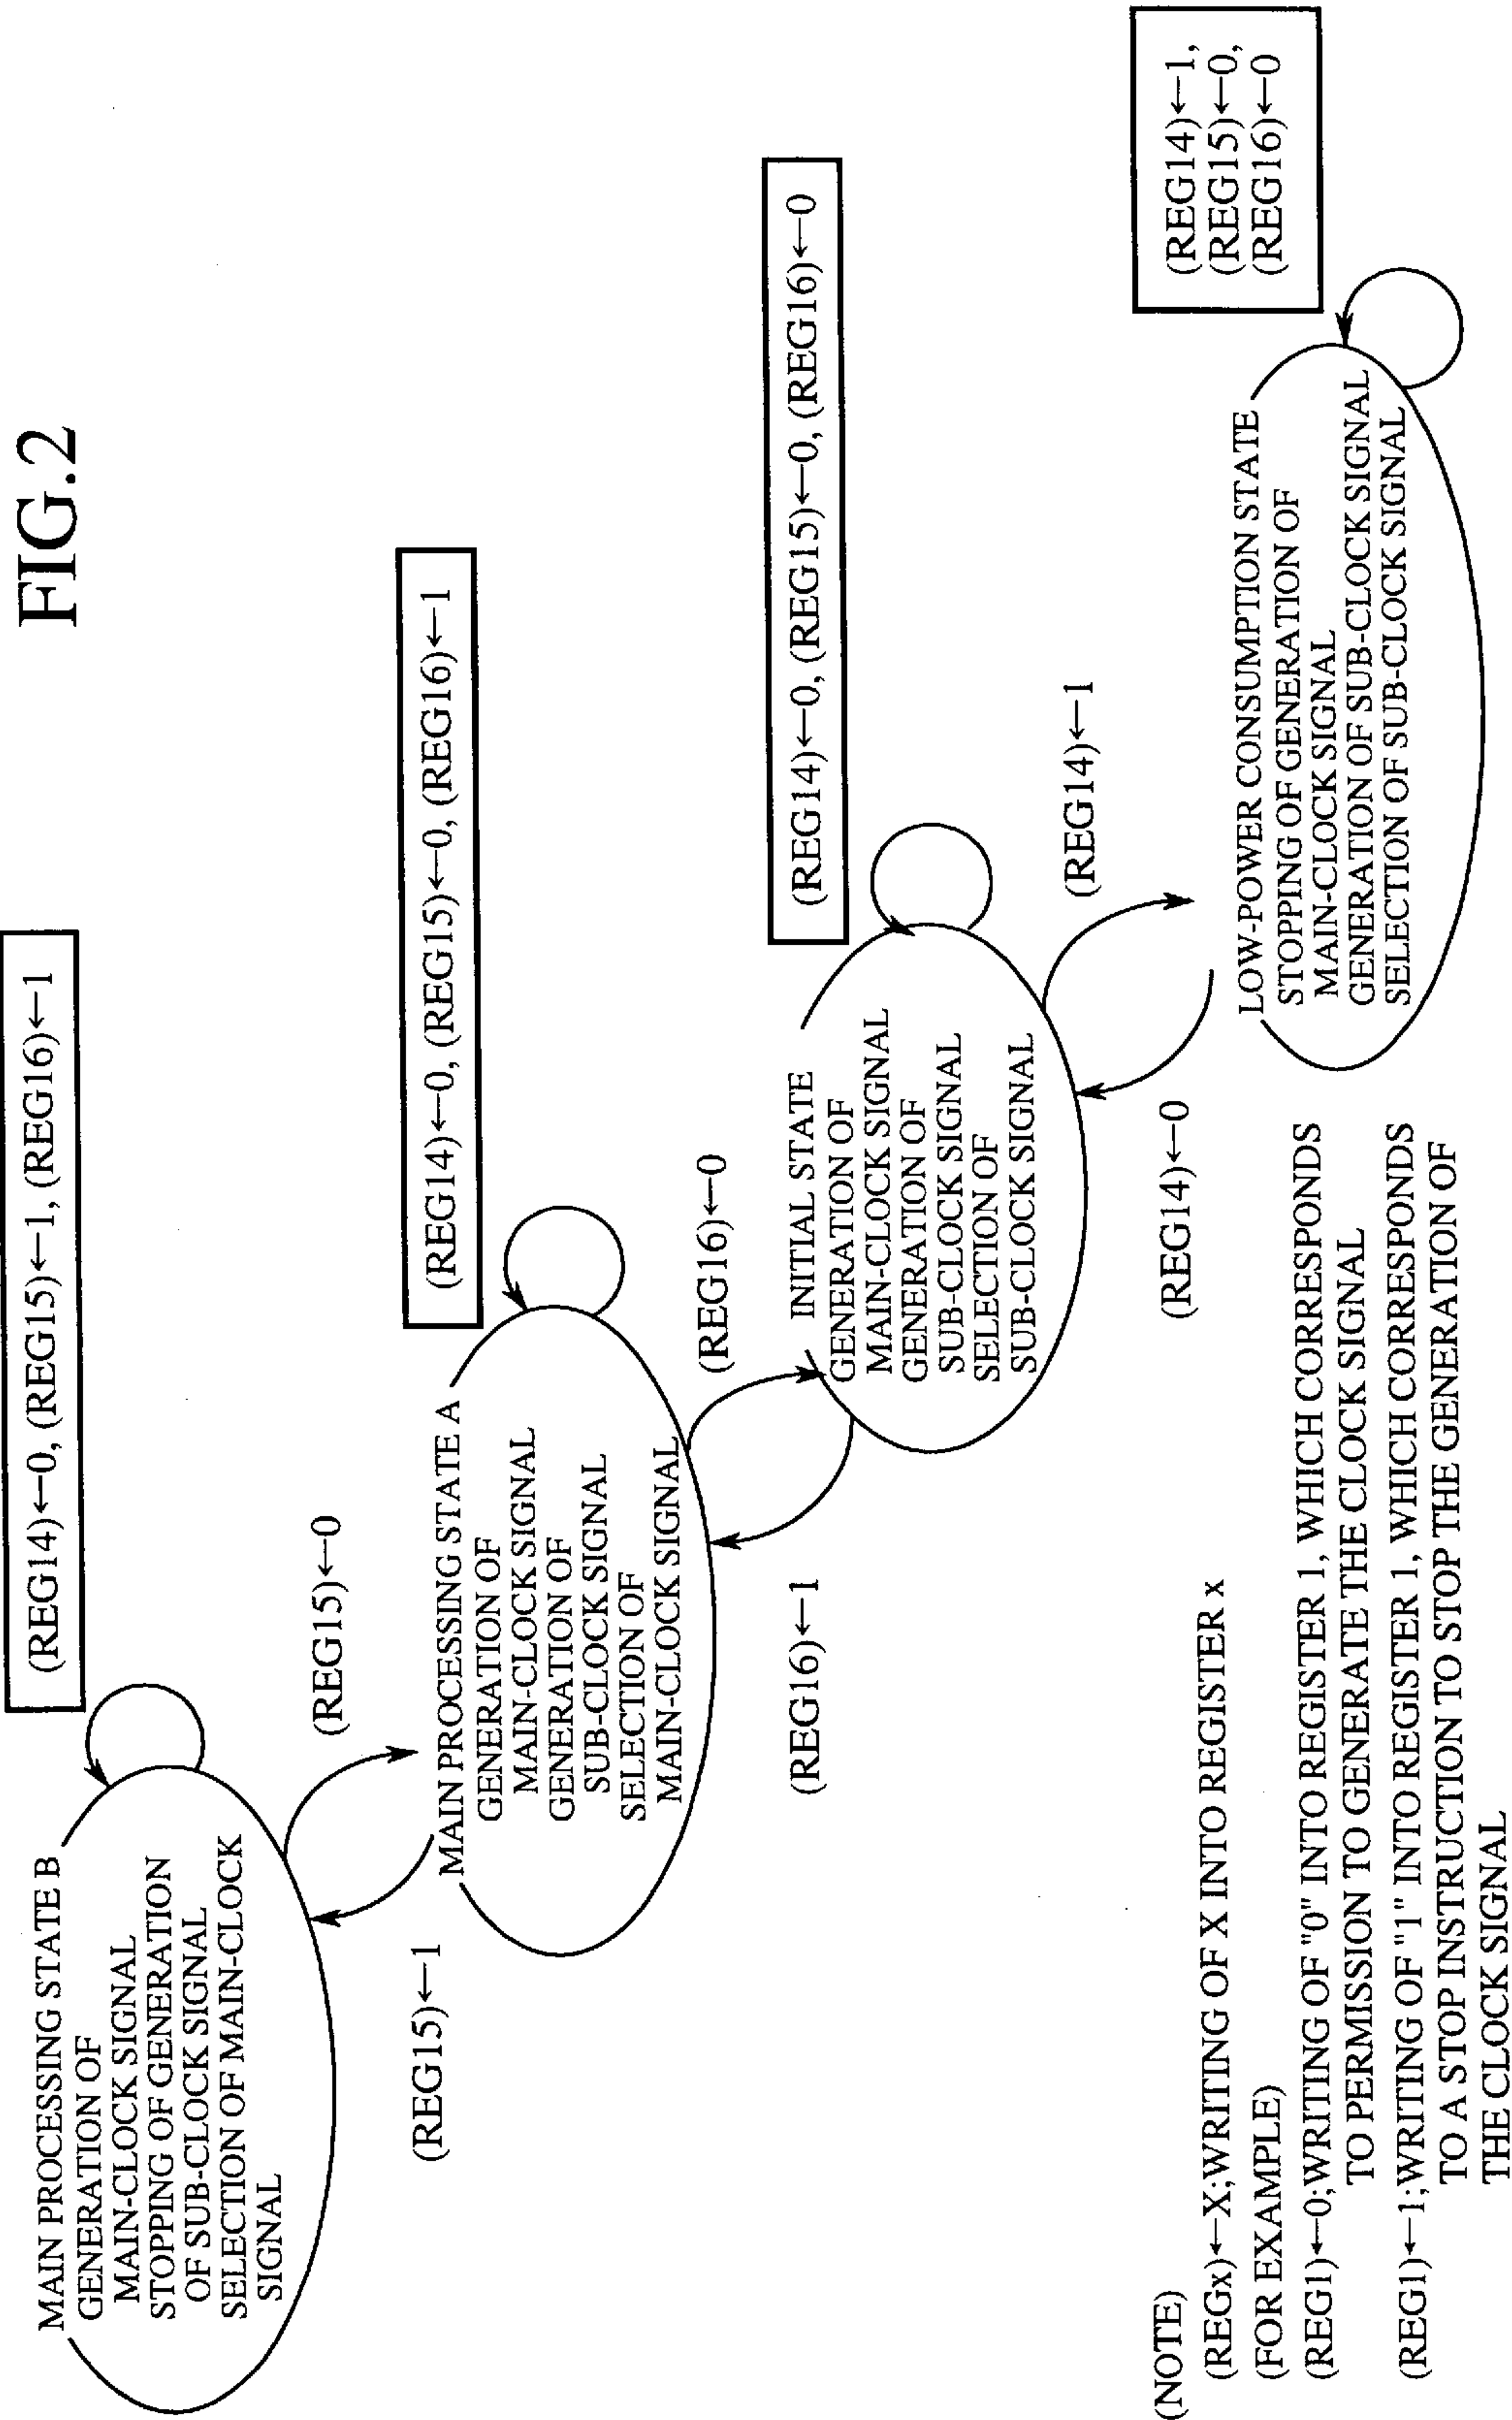 FIG.2
(REG14)←0, (REG15)←1, (REG16)←1
MAIN PROCESSING STATE B
GENERATION OF
MAIN-CLOCK SIGNAL
STOPPING OF GENERATION
OF SUB-CLOCK SIGNAL
SELECTION OF MAIN-CLOCK
SIGNAL
(REG15)←0
(REG15)←1
(REG14)←0, (REG15)←0, (REG16)←1
MAIN PROCESSING STATE A
GENERATION OF
MAIN-CLOCK SIGNAL
GENERATION OF
SUB-CLOCK SIGNAL
SELECTION OF
MAIN-CLOCK SIGNAL
(REG16)←0
(REG16)←1
(REG14)←0, (REG15)←0, (REG16)←0
INITIAL STATE
GENERATION OF
MAIN-CLOCK SIGNAL
GENERATION OF
SUB-CLOCK SIGNAL
SELECTION OF
SUB-CLOCK SIGNAL
(REG14)←1
(REG14)←0
(REG14)←1,
(REG15)←0,
(REG16)←0
LOW-POWER CONSUMPTION STATE
STOPPING OF GENERATION OF
MAIN-CLOCK SIGNAL
GENERATION OF SUB-CLOCK SIGNAL
SELECTION OF SUB-CLOCK SIGNAL
(NOTE)
(REGx)←X;WRITING OF X INTO REGISTER x
(FOR EXAMPLE)
(REG1)←0;WRITING OF "0" INTO REGISTER 1, WHICH CORRESPONDS
TO PERMISSION TO GENERATE THE CLOCK SIGNAL
(REG1)←1;WRITING OF "1" INTO REGISTER 1, WHICH CORRESPONDS
TO A STOP INSTRUCTION TO STOP THE GENERATION OF
THE CLOCK SIGNAL